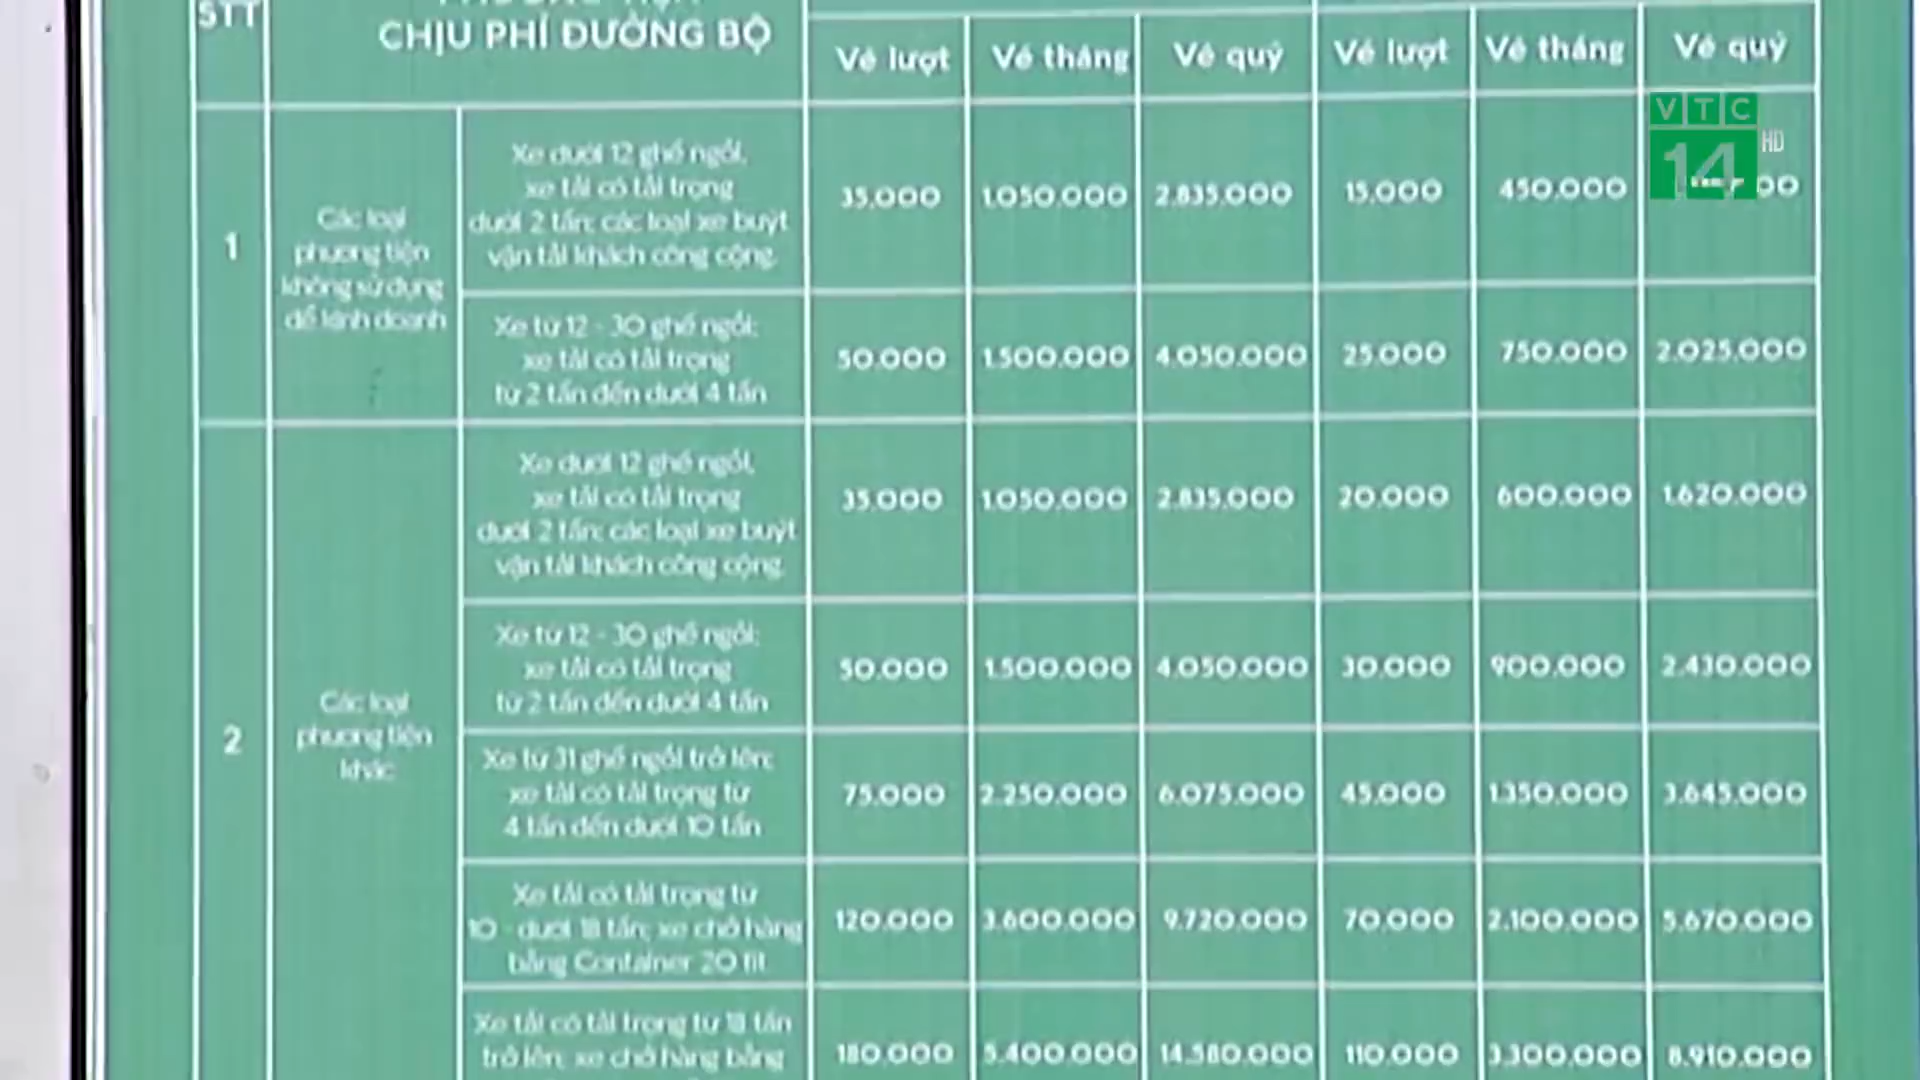 STT
CHỊU PHÍ ĐƯỜNG BỘ
Vé lượt Vé tháng Vé quý Vé lượt Vé tháng Vé quý
VTC
14 HD
1
Các loại
phương tiện
không sử dụng
để kinh doanh
Xe dưới 12 ghế ngồi,
xe tải có tải trọng
dưới 2 tấn; các loại xe buýt
vận tải khách công cộng.
35.000 1.050.000 2.835.000 15.000 450.000
Xe từ 12 - 30 ghế ngồi;
xe tải có tải trọng
từ 2 tấn đến dưới 4 tấn
50.000 1.500.000 4.050.000 25.000 750.000 2.025.000
2
Các loại
phương tiện
khác
Xe dưới 12 ghế ngồi,
xe tải có tải trọng
dưới 2 tấn; các loại xe buýt
vận tải khách công cộng.
35.000 1.050.000 2.835.000 20.000 600.000 1.620.000
Xe từ 12 - 30 ghế ngồi;
xe tải có tải trọng
từ 2 tấn đến dưới 4 tấn
50.000 1.500.000 4.050.000 30.000 900.000 2.430.000
Xe từ 31 ghế ngồi trở lên;
xe tải có tải trọng từ
4 tấn đến dưới 10 tấn
75.000 2.250.000 6.075.000 45.000 1.350.000 3.645.000
Xe tải có tải trọng từ
10 - dưới 18 tấn; xe chở hàng
bằng Container 20 fit
120.000 3.600.000 9.720.000 70.000 2.100.000 5.670.000
Xe tải có tải trọng từ 18 tấn
trở lên; xe chở hàng bằng
180.000 5.400.000 14.580.000 110.000 3.300.000 8.910.000